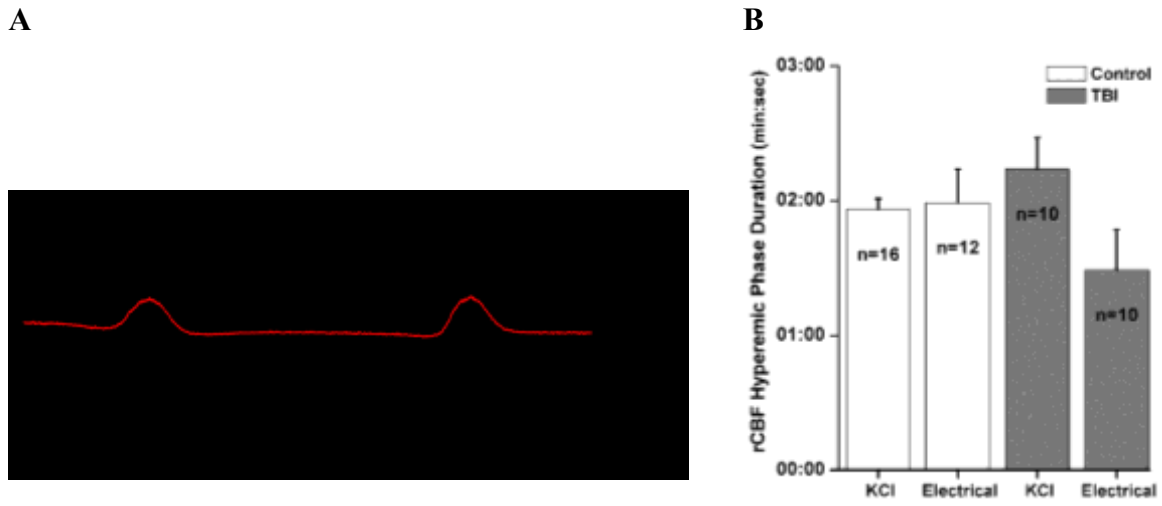 A
B
rCBF Hyperemic Phase Duration (min:sec)
03:00
02:00
01:00
00:00
Control
TBI
n=16
n=12
n=10
n=10
KCl
Electrical
KCl
Electrical